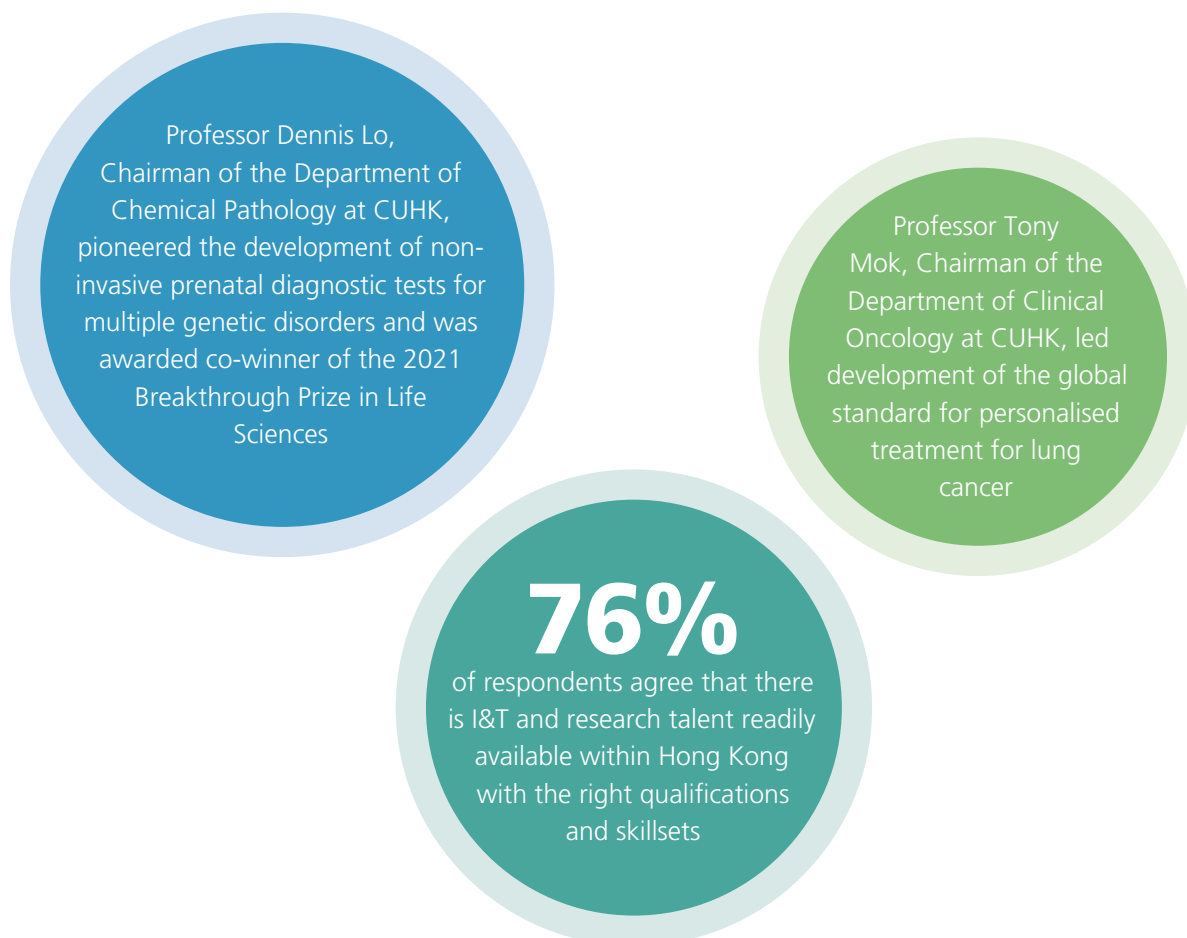 Professor Dennis Lo,
Chairman of the Department of
Chemical Pathology at CUHK,
pioneered the development of non-
invasive prenatal diagnostic tests for
multiple genetic disorders and was
awarded co-winner of the 2021
Breakthrough Prize in Life
Sciences
Professor Tony
Mok, Chairman of the
Department of Clinical
Oncology at CUHK, led
development of the global
standard for personalised
treatment for lung
cancer
76%
of respondents agree that there
is I&T and research talent readily
available within Hong Kong
with the right qualifications
and skillsets